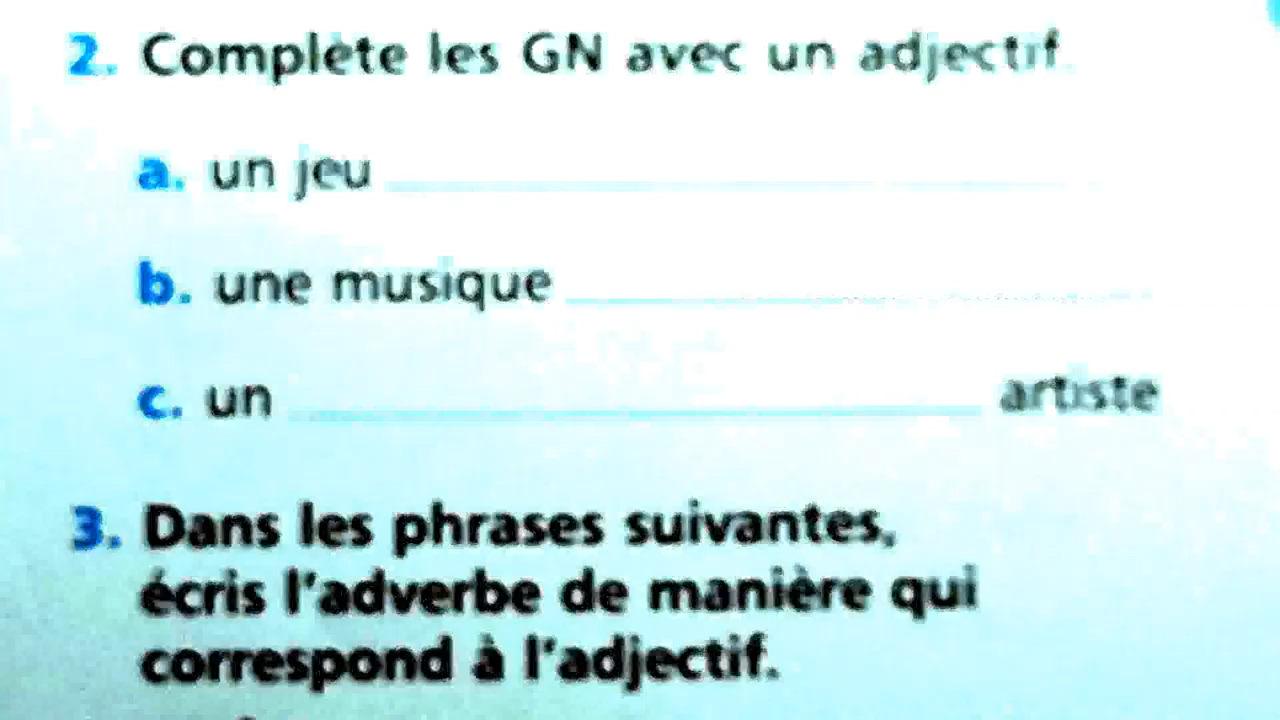 2. Complète les GN avec un adjectif.
a. un jeu
b. une musique
c. un artiste
3. Dans les phrases suivantes,
écris l'adverbe de manière qui
correspond à l'adjectif.